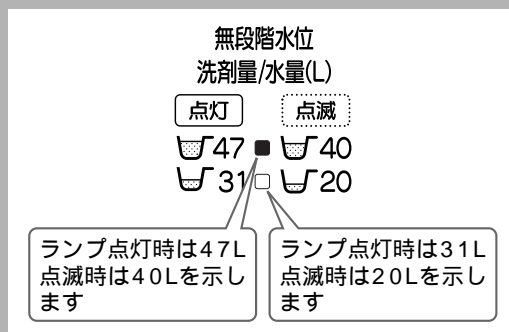 無段階水位
洗剤量/水量(L)
点灯 点滅
47 40
31 20
ランプ点灯時は47L
点滅時は40Lを示し
ます
ランプ点灯時は31L
点滅時は20Lを示し
ます